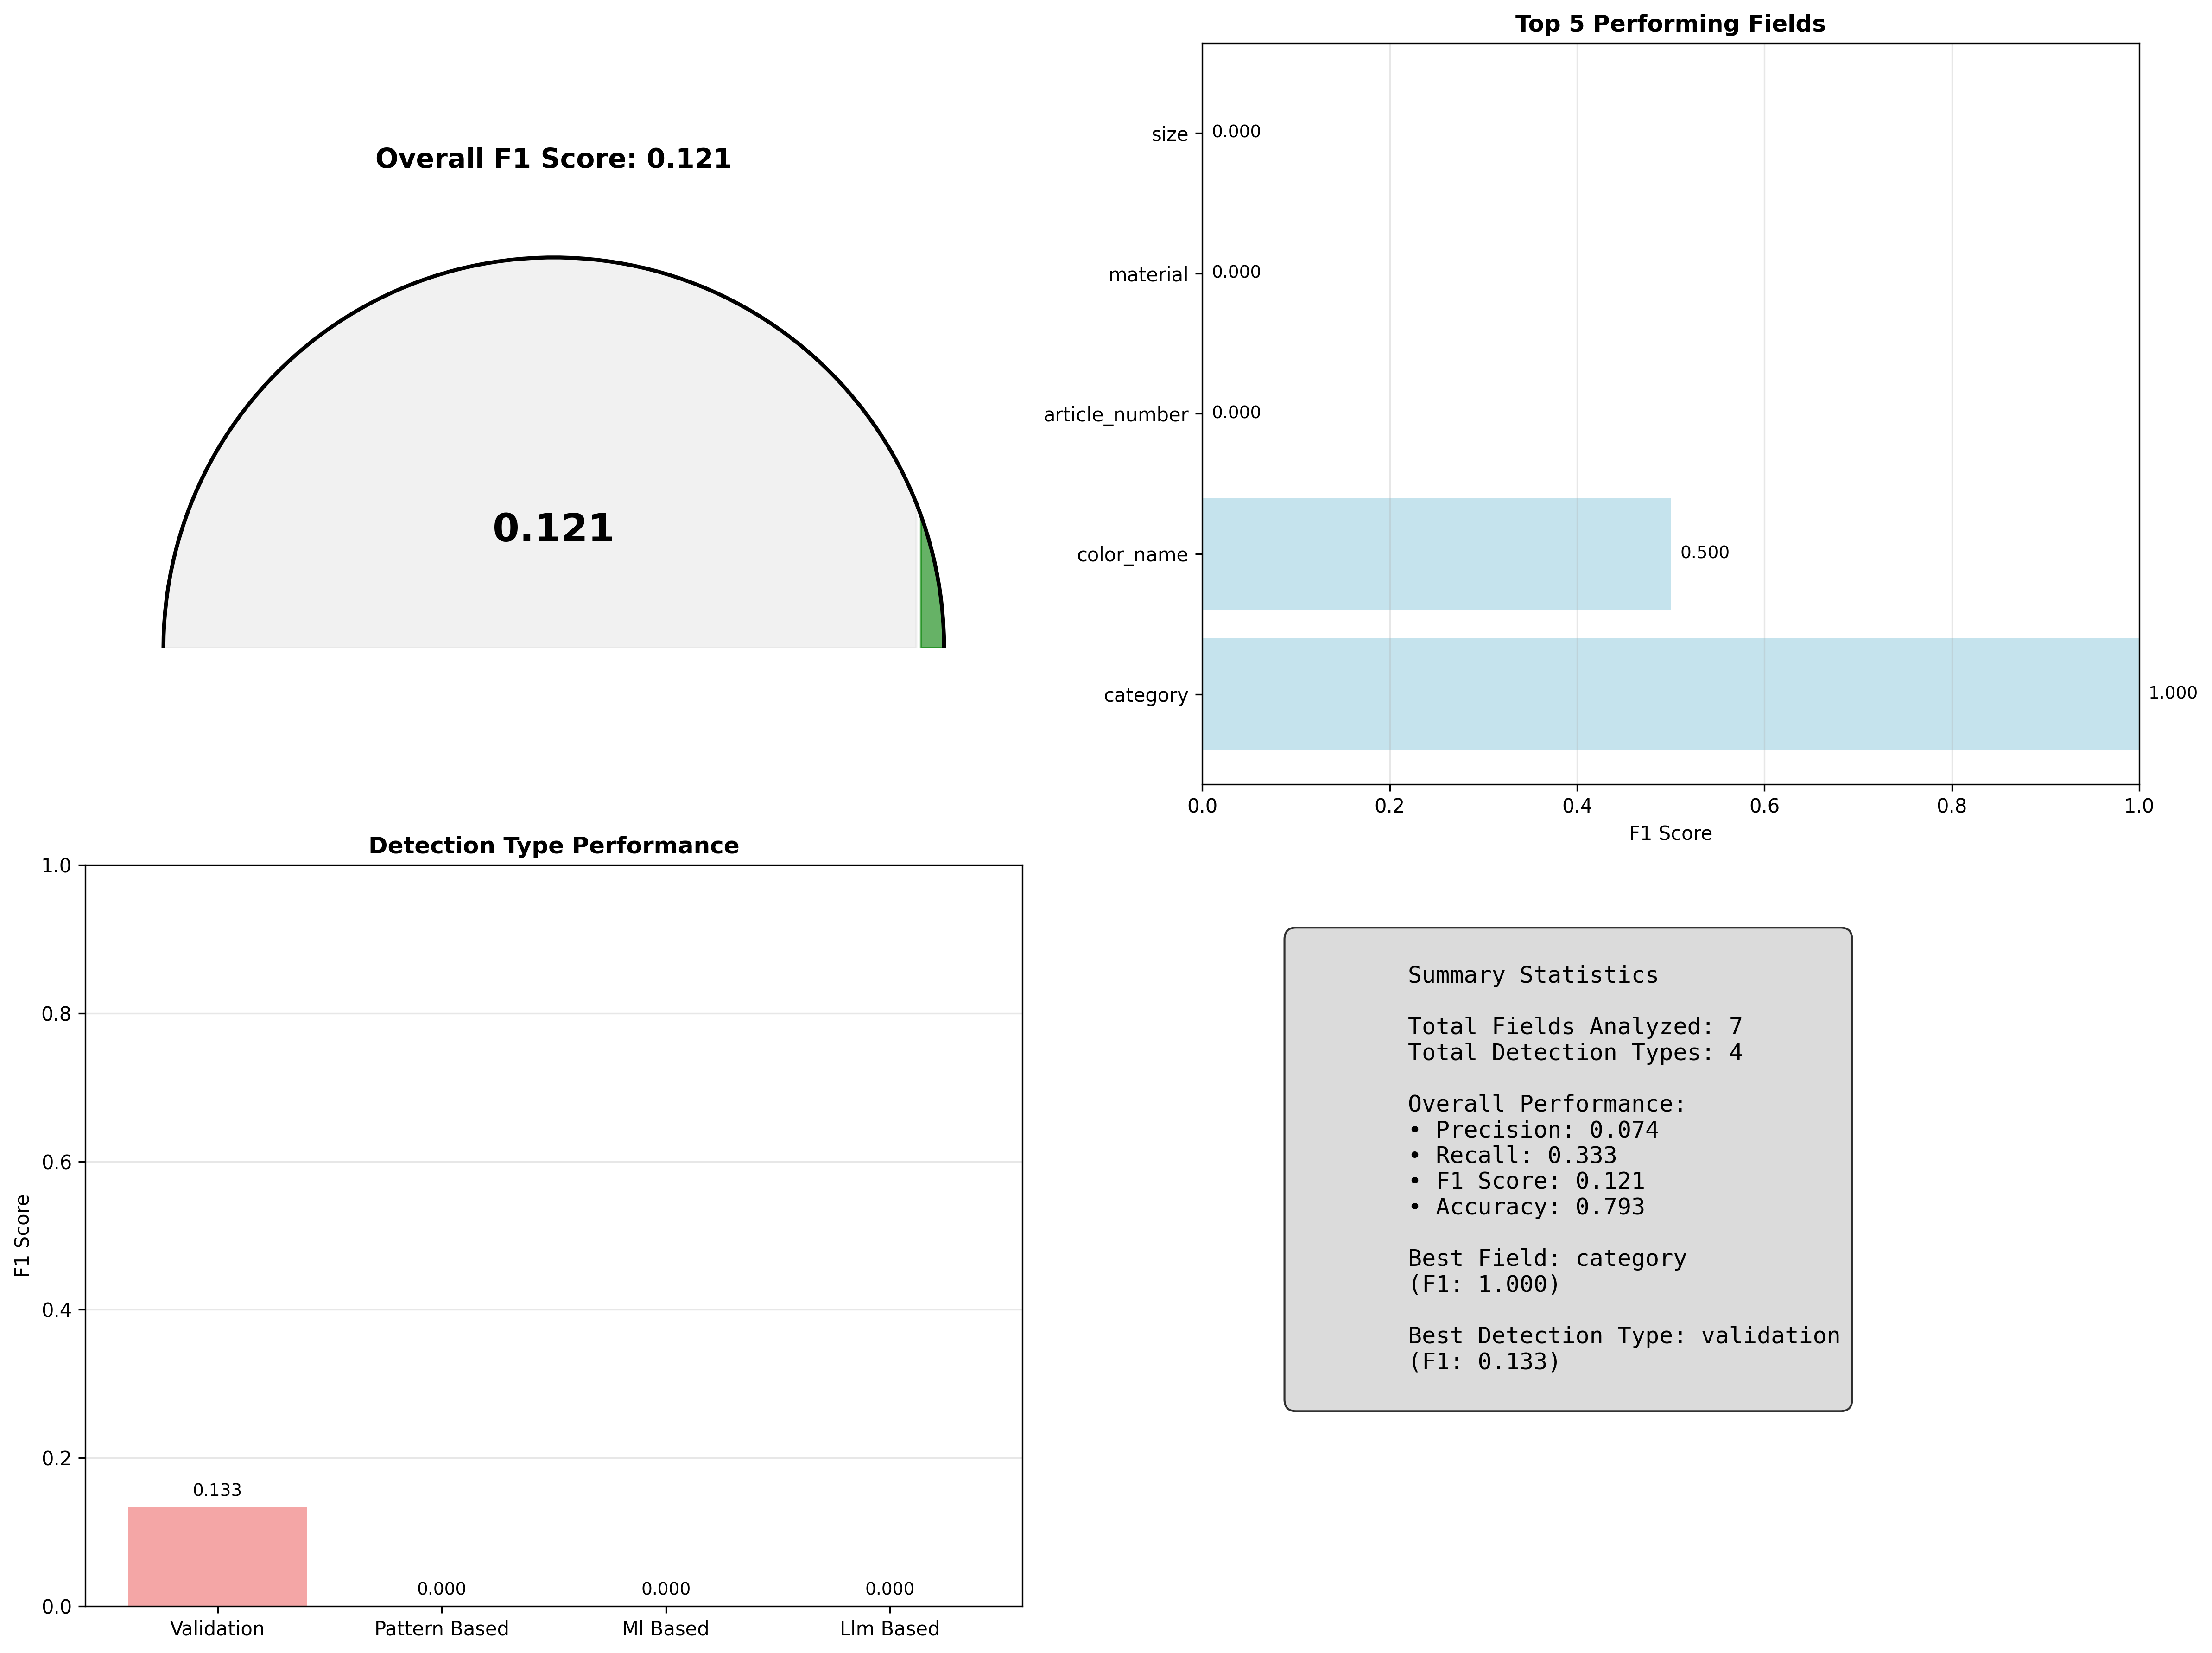 Overall F1 Score: 0.121
0.121
Top 5 Performing Fields
size
0.000
material
0.000
article_number
0.000
color_name
0.500
category
1.000
0.0 0.2 0.4 0.6 0.8 1.0
F1 Score
Detection Type Performance
1.0
0.8
0.6
0.4
0.2
0.0
F1 Score
0.133
0.000
0.000
0.000
Validation
Pattern Based
Ml Based
Llm Based
Summary Statistics
Total Fields Analyzed: 7
Total Detection Types: 4
Overall Performance:
• Precision: 0.074
• Recall: 0.333
• F1 Score: 0.121
• Accuracy: 0.793
Best Field: category
(F1: 1.000)
Best Detection Type: validation
(F1: 0.133)